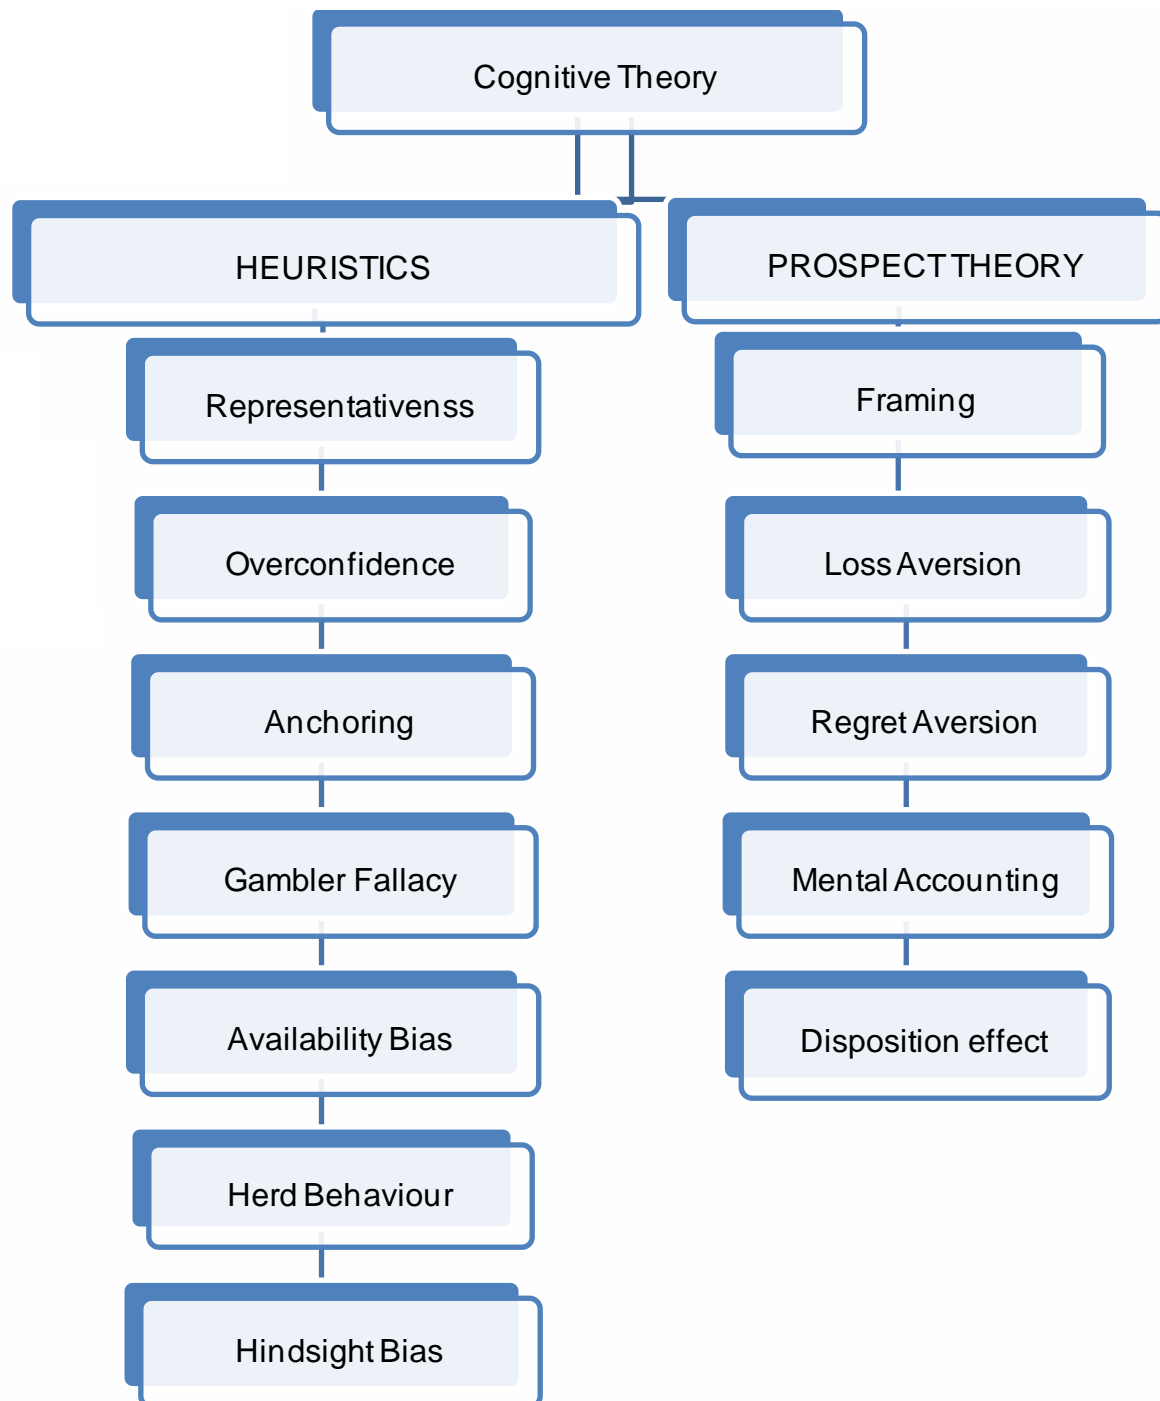 Cognitive Theory
HEURISTICS
PROSPECT THEORY
Representativenss
Framing
Overconfidence
Loss Aversion
Anchoring
Regret Aversion
Gambler Fallacy
Mental Accounting
Availability Bias
Disposition effect
Herd Behaviour
Hindsight Bias